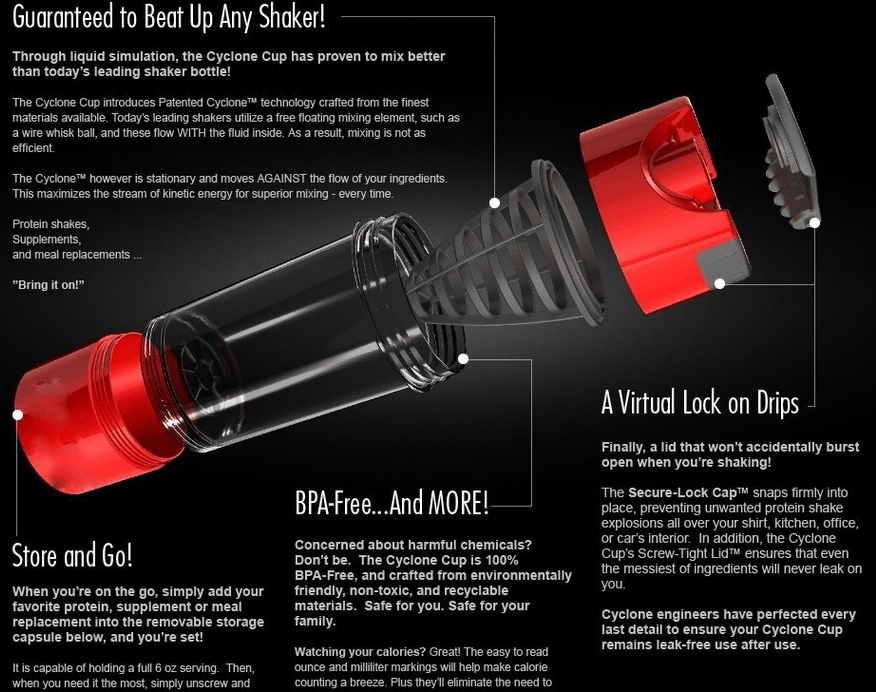 Guaranteed to Beat Up Any Shaker!
Through liquid simulation, the Cyclone Cup has proven to mix better
than today's leading shaker bottle!
The Cyclone Cup introduces Patented Cyclone™ technology crafted from the finest
materials available. Today's leading shakers utilize a free floating mixing element, such as
a wire whisk ball, and these flow WITH the fluid inside. As a result, mixing is not as
efficient.
The Cyclone™ however is stationary and moves AGAINST the flow of your ingredients.
This maximizes the stream of kinetic energy for superior mixing - every time.
Protein shakes,
Supplements,
and meal replacements ...
"Bring it on!"
A Virtual Lock on Drips
Finally, a lid that won't accidentally burst
open when you're shaking!
The Secure-Lock Cap™ snaps firmly into
place, preventing unwanted protein shake
explosions all over your shirt, kitchen, office,
or car's interior. In addition, the Cyclone
Cup's Screw-Tight Lid™ ensures that even
the messiest of ingredients will never leak on
you.
Cyclone engineers have perfected every
last detail to ensure your Cyclone Cup
remains leak-free use after use.
BPA-Free...And MORE!
Concerned about harmful chemicals?
Don't be. The Cyclone Cup is 100%
BPA-Free, and crafted from environmentally
friendly, non-toxic, and recyclable
materials. Safe for you. Safe for your
family.
Watching your calories? Great! The easy to read
ounce and milliliter markings will help make calorie
counting a breeze. Plus they'll eliminate the need to
Store and Go!
When you're on the go, simply add your
favorite protein, supplement or meal
replacement into the removable storage
capsule below, and you're set!
It is capable of holding a full 6 oz serving. Then,
when you need it the most, simply unscrew and